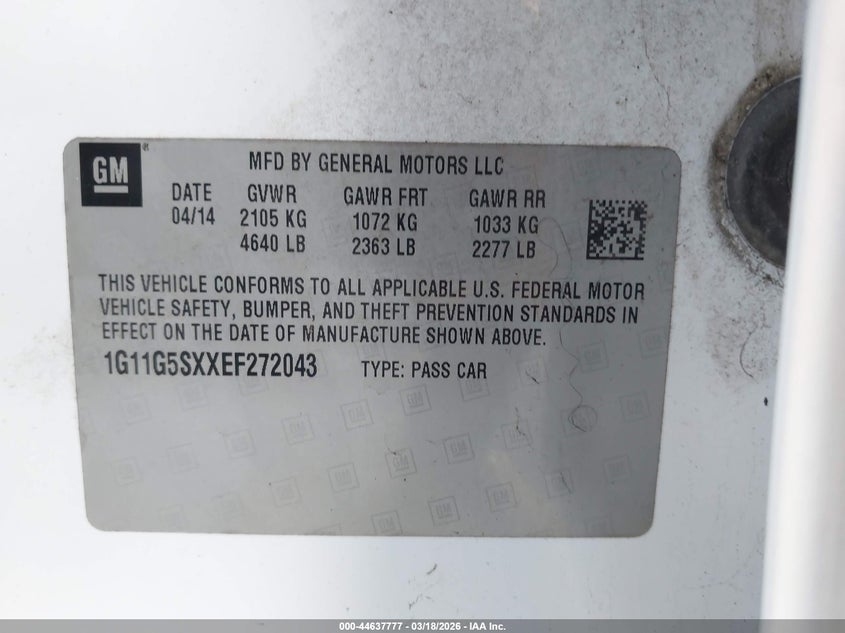 GM
MFD BY GENERAL MOTORS LLC
DATE GVWR GAWR FRT GAWR RR
04/14 2105 KG 1072 KG 1033 KG
4640 LB 2363 LB 2277 LB
THIS VEHICLE CONFORMS TO ALL APPLICABLE U.S. FEDERAL MOTOR
VEHICLE SAFETY, BUMPER, AND THEFT PREVENTION STANDARDS IN
EFFECT ON THE DATE OF MANUFACTURE SHOWN ABOVE.
1G11G5SXXEF272043 TYPE: PASS CAR
000-44637777 - 03/18/2026 - IAA Inc.